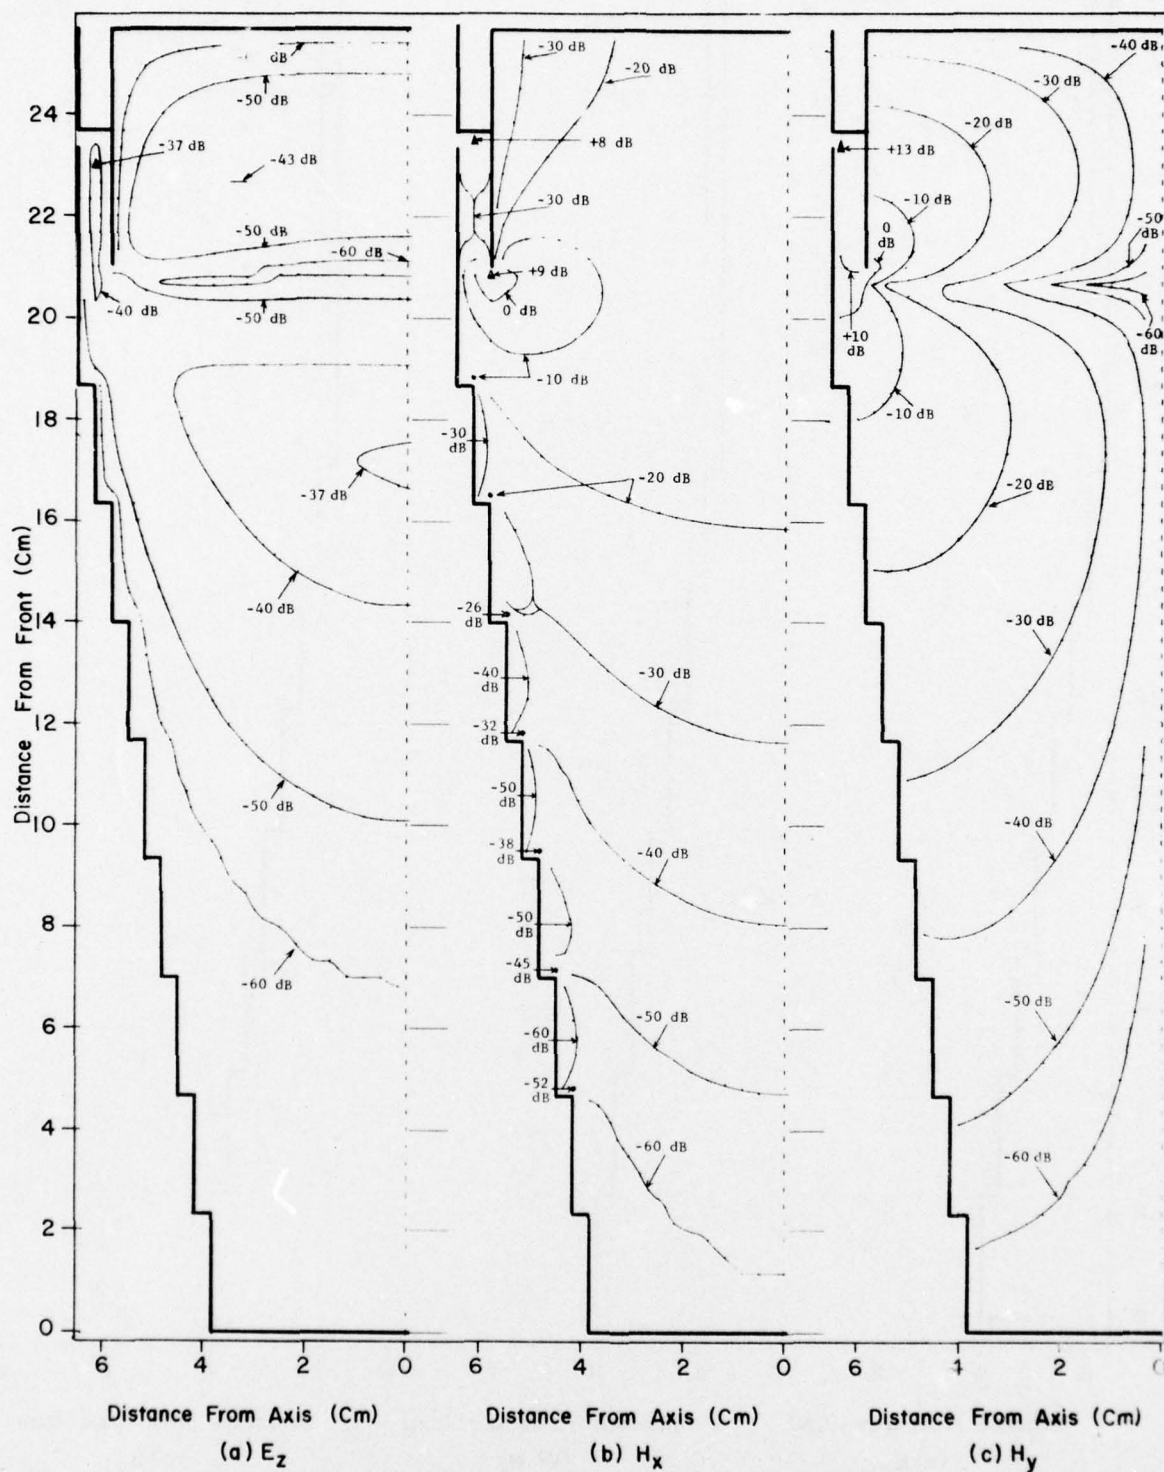 Distance From Front (Cm)
24
22
20
18
16
14
12
10
8
6
4
2
0
dB
-50 dB
-37 dB
-43 dB
-50 dB
-60 dB
-40 dB
-50 dB
-37 dB
-40 dB
-50 dB
-60 dB
6 4 2 0
Distance From Axis (Cm)
(a) Ez
-30 dB
-20 dB
+8 dB
-30 dB
+9 dB
0 dB
-10 dB
-30
dB
-20 dB
-26
dB
-40
dB
-30 dB
-32
dB
-50
dB
-38
dB
-40 dB
-50
dB
-45
dB
-50 dB
-60
dB
-52
dB
-60 dB
6 4 2 0
Distance From Axis (Cm)
(b) Hx
-40 dB
-30 dB
-20 dB
+13 dB
-10 dB
0
dB
-50
dB
+10
dB
-60
dB
-10 dB
-20 dB
-30 dB
-40 dB
-50 dB
-60 dB
6 4 2 0
Distance From Axis (Cm)
(c) Hy